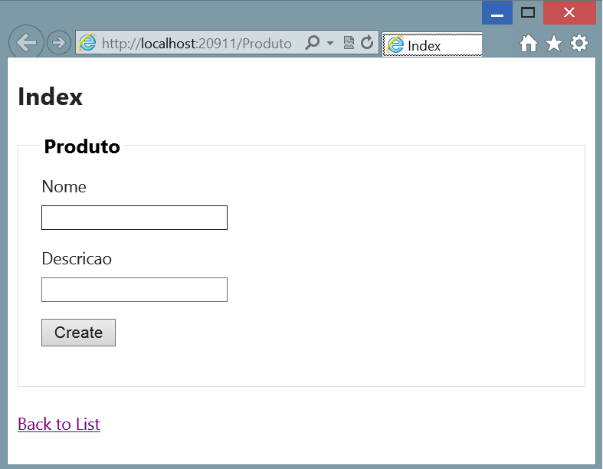 http://localhost:20911/Produto
Index
Index
Produto
Nome
Descricao
Create
Back to List